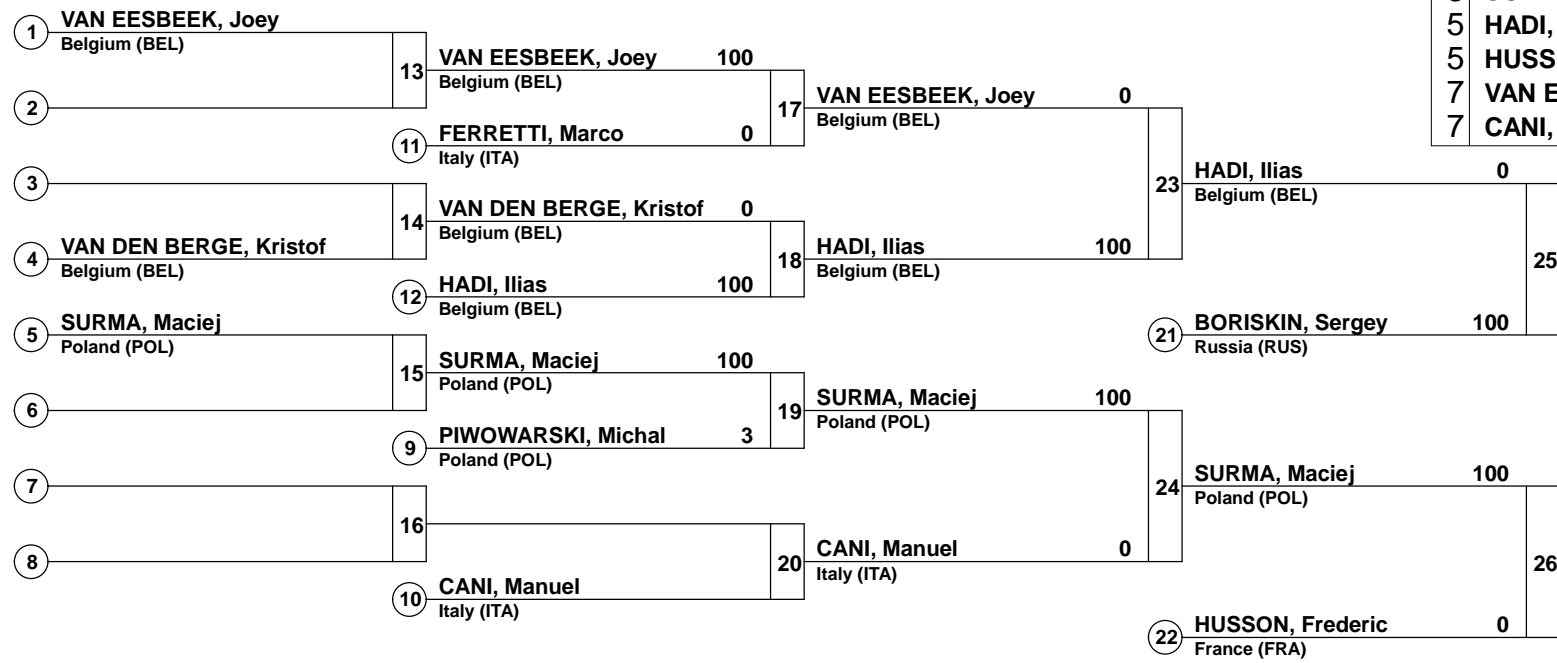 1 VAN EESBEEK, Joey
Belgium (BEL)
2
3
4 VAN DEN BERGE, Kristof
Belgium (BEL)
5 SURMA, Maciej
Poland (POL)
6
7
8
13 VAN EESBEEK, Joey 100
Belgium (BEL)
11 FERRETTI, Marco 0
Italy (ITA)
14 VAN DEN BERGE, Kristof 0
Belgium (BEL)
12 HADI, Ilias 100
Belgium (BEL)
15 SURMA, Maciej 100
Poland (POL)
9 PIWOWARSKI, Michal 3
Poland (POL)
16
10 CANI, Manuel
Italy (ITA)
17 VAN EESBEEK, Joey 0
Belgium (BEL)
18 HADI, Ilias 100
Belgium (BEL)
19 SURMA, Maciej 100
Poland (POL)
20 CANI, Manuel 0
Italy (ITA)
23 HADI, Ilias 0
Belgium (BEL)
21 BORISKIN, Sergey 100
Russia (RUS)
24 SURMA, Maciej 100
Poland (POL)
22 HUSSON, Frederic 0
France (FRA)
25
26
5 HADI,
5 HUSS
7 VAN E
7 CANI,